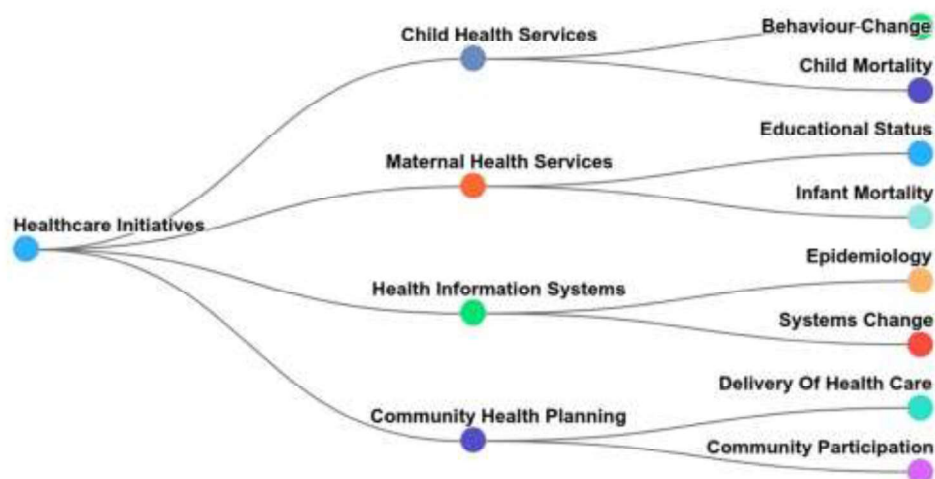 Healthcare Initiatives
Child Health Services
Behaviour Change
Child Mortality
Maternal Health Services
Educational Status
Infant Mortality
Health Information Systems
Epidemiology
Systems Change
Community Health Planning
Delivery Of Health Care
Community Participation